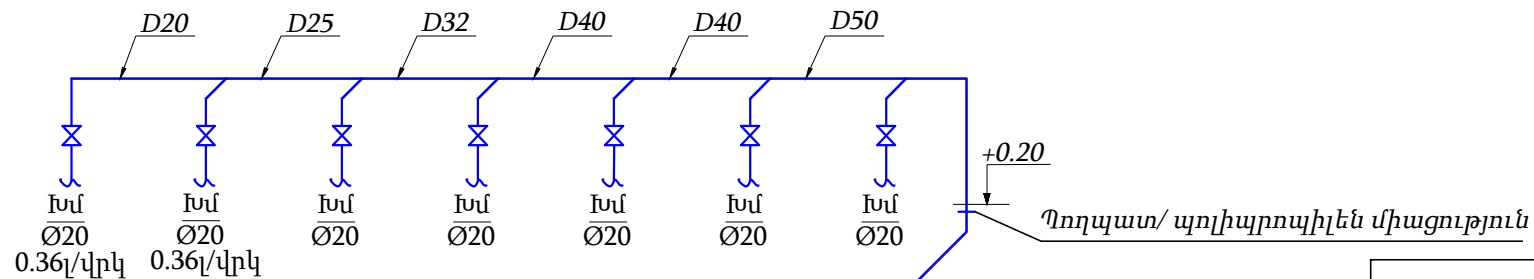 D20 D25 D32 D40 D40 D50
+0.20
Խմ Խմ Խմ Խմ Խմ Խմ Խմ
Ø20 Ø20 Ø20 Ø20 Ø20 Ø20 Ø20
0.36լ/վրկ 0.36լ/վրկ
Պողպատ/ պոլիպրոպիլեն միացություն